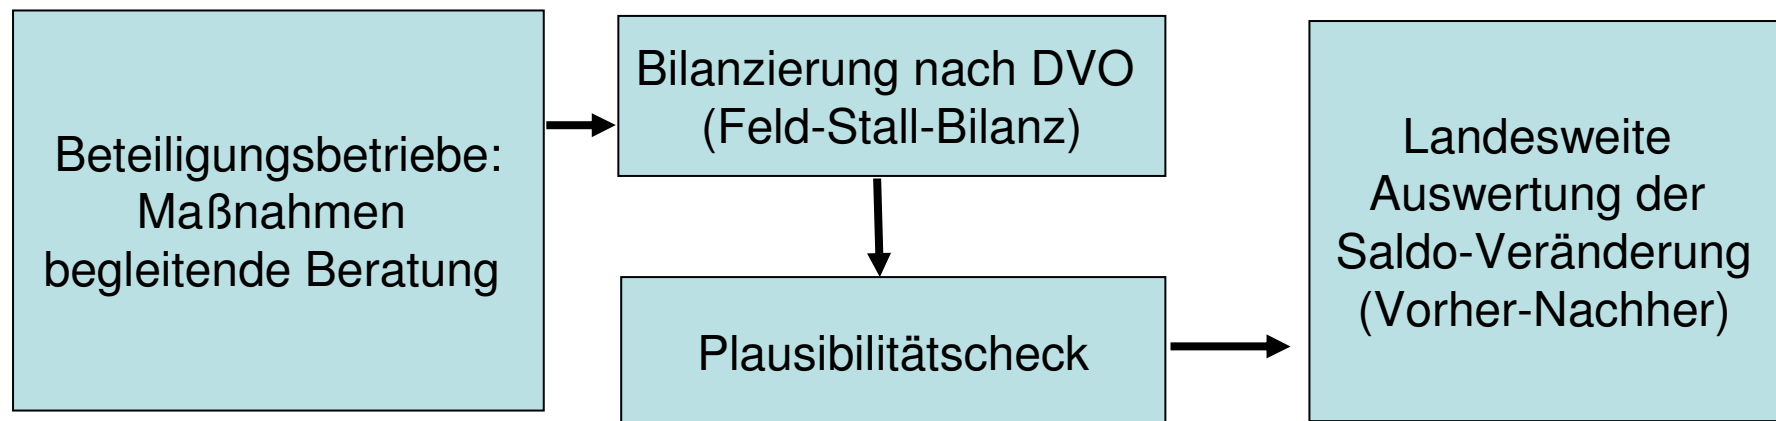 Beteiligungsbetriebe:
Maßnahmen
begleitende Beratung
Bilanzierung nach DVO
(Feld-Stall-Bilanz)
Plausibilitätscheck
Landesweite
Auswertung der
Saldo-Veränderung
(Vorher-Nachher)